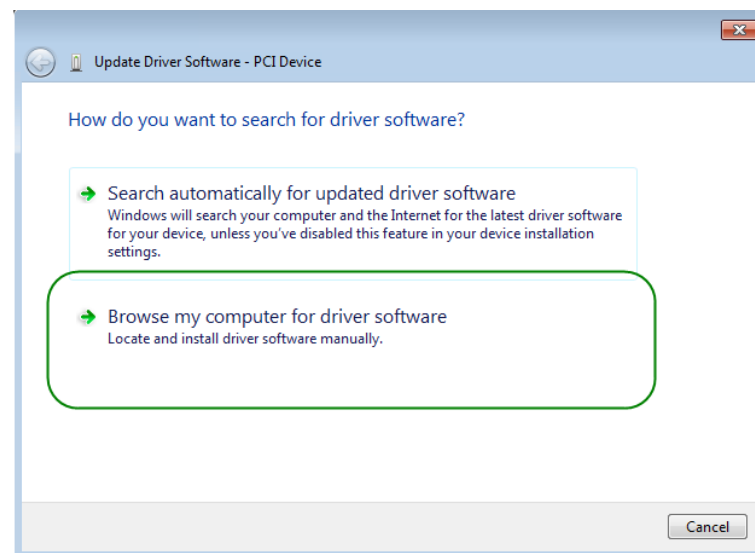 Update Driver Software - PCI Device
How do you want to search for driver software?
Search automatically for updated driver software
Windows will search your computer and the Internet for the latest driver software
for your device, unless you've disabled this feature in your device installation
settings.
Browse my computer for driver software
Locate and install driver software manually.
Cancel